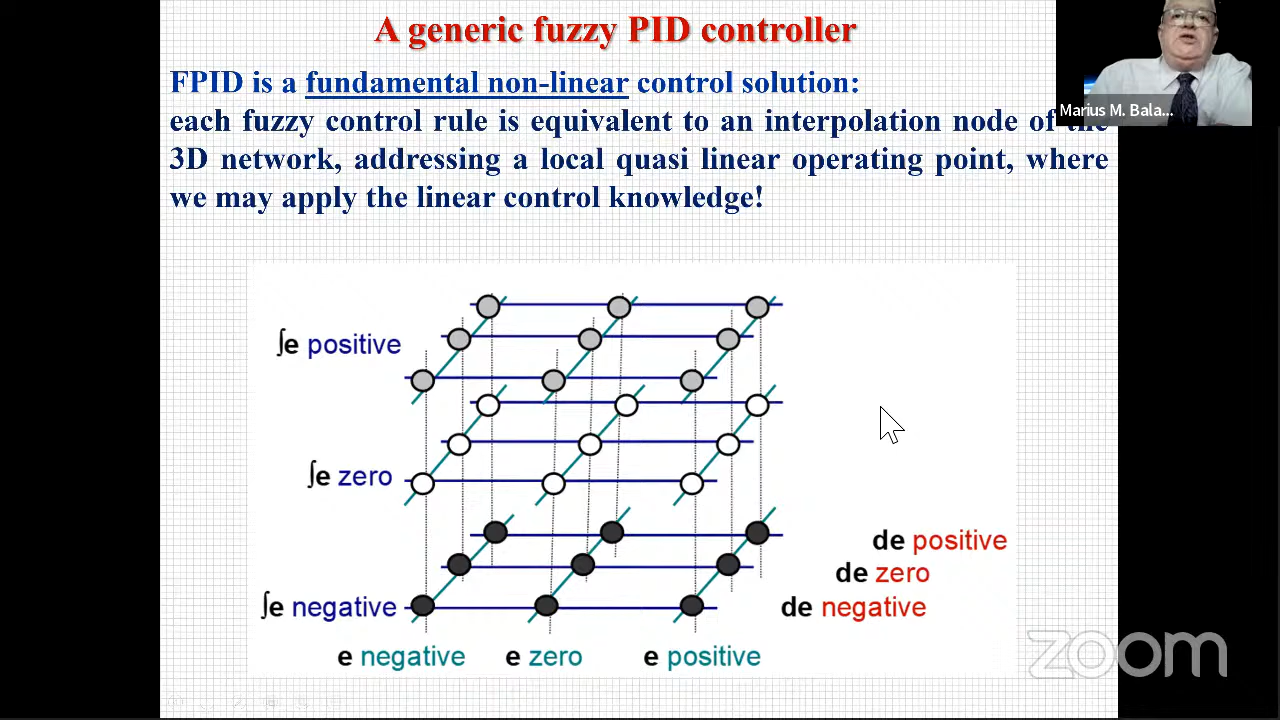 A generic fuzzy PID controller
FPID is a fundamental non-linear control solution:
each fuzzy control rule is equivalent to an interpolation node of the
3D network, addressing a local quasi linear operating point, where
we may apply the linear control knowledge!
Marius M. Bala...
∫e positive
∫e zero
∫e negative
de positive
de zero
de negative
e negative e zero e positive
zoom